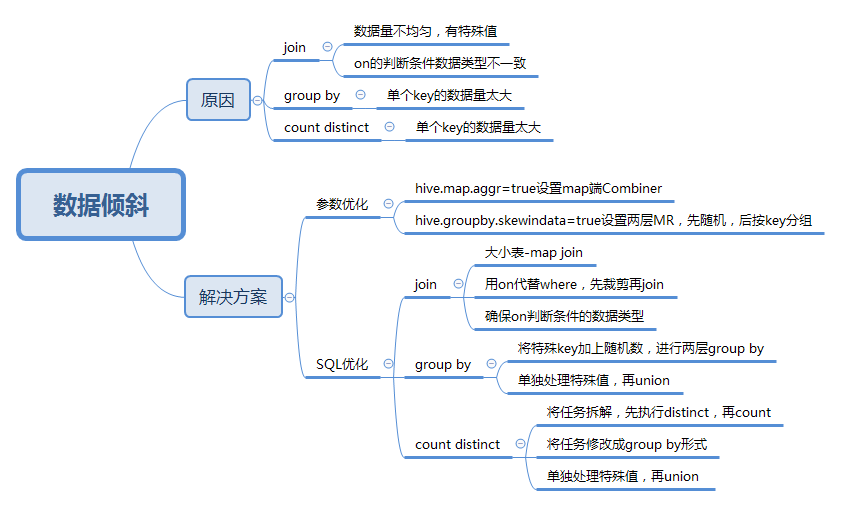 数据倾斜
原因
join
数据量不均匀，有特殊值
on的判断条件数据类型不一致
group by
单个key的数据量太大
count distinct
单个key的数据量太大
解决方案
参数优化
hive.map.aggr=true设置map端Combiner
hive.groupby.skewindata=true设置两层MR，先随机，后按key分组
SQL优化
join
大小表-map join
用on代替where，先裁剪再join
确保on判断条件的数据类型
group by
将特殊key加上随机数，进行两层group by
单独处理特殊值，再union
count distinct
将任务拆解，先执行distinct，再count
将任务修改成group by形式
单独处理特殊值，再union